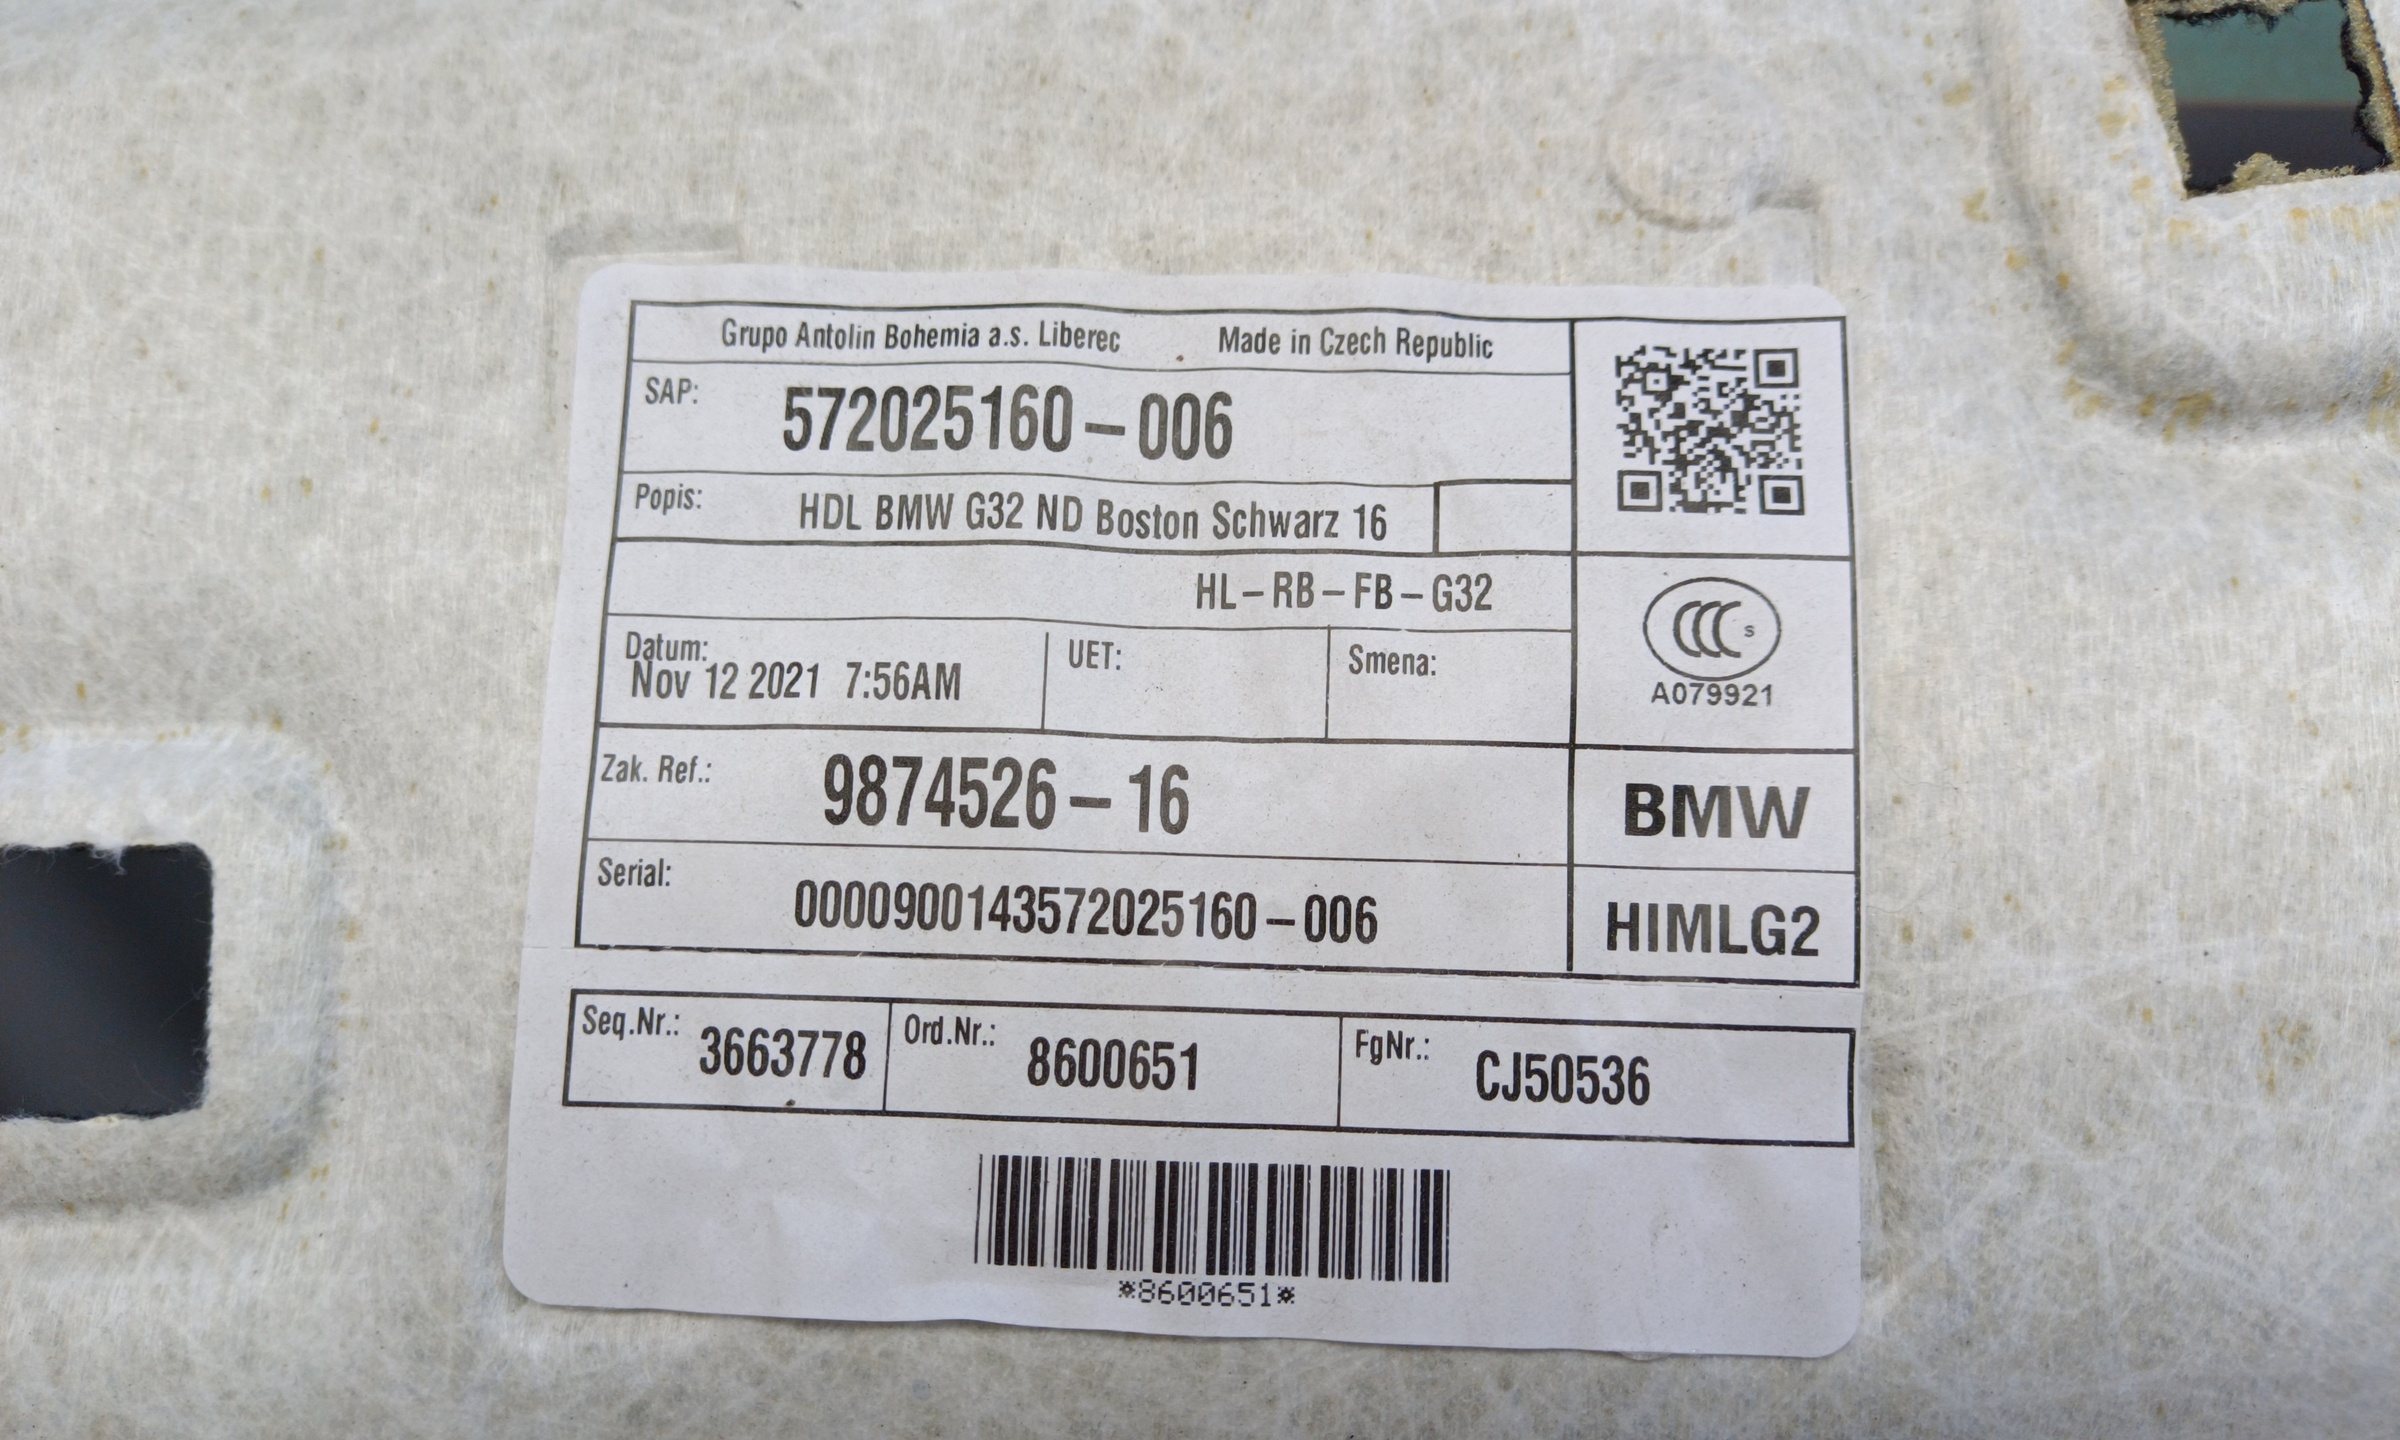 Grupo Antolin Bohemia a.s. Liberec Made in Czech Republic
SAP: 572025160-006
Popis: HDL BMW G32 ND Boston Schwarz 16
HL-RB-FB-G32
Datum: UET: Smena:
Nov 12 2021 7:56AM
S
A079921
Zak. Ref.: 9874526-16
BMW
Serial: 0000900143572025160-006
HIMLG2
Seq.Nr.: 3663778 Ord.Nr.: 8600651 FgNr.: CJ50536
*8600651*